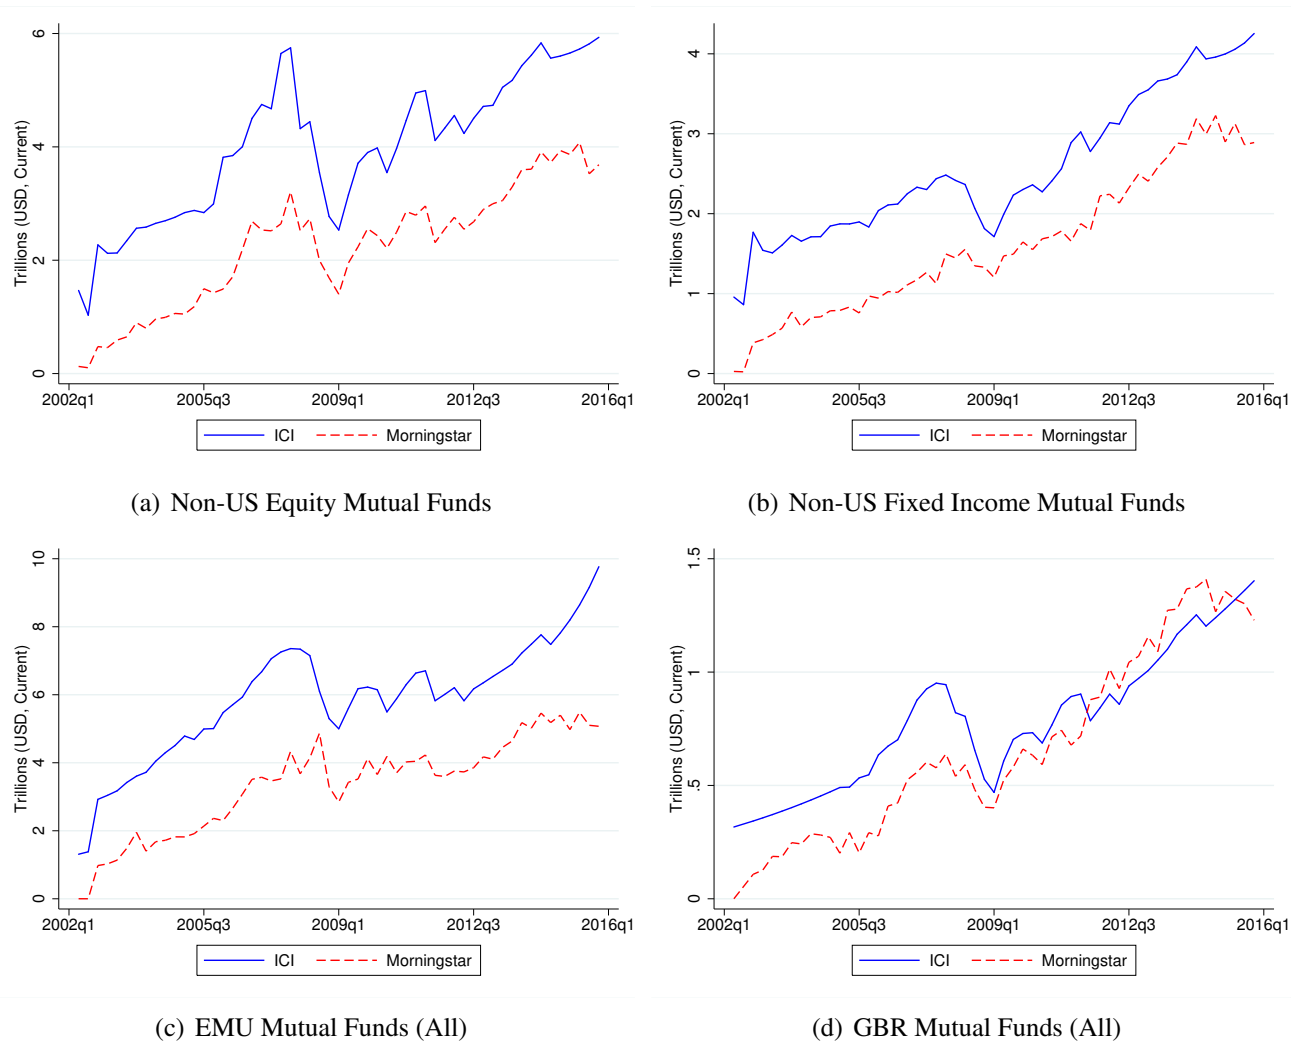 Trillions (USD, Current)
6
4
2
0
2002q1 2005q3 2009q1 2012q3 2016q1
ICI Morningstar
(a) Non-US Equity Mutual Funds
Trillions (USD, Current)
4
3
2
1
0
2002q1 2005q3 2009q1 2012q3 2016q1
ICI Morningstar
(b) Non-US Fixed Income Mutual Funds
Trillions (USD, Current)
10
8
6
4
2
0
2002q1 2005q3 2009q1 2012q3 2016q1
ICI Morningstar
(c) EMU Mutual Funds (All)
Trillions (USD, Current)
1.5
1
.5
0
2002q1 2005q3 2009q1 2012q3 2016q1
ICI Morningstar
(d) GBR Mutual Funds (All)